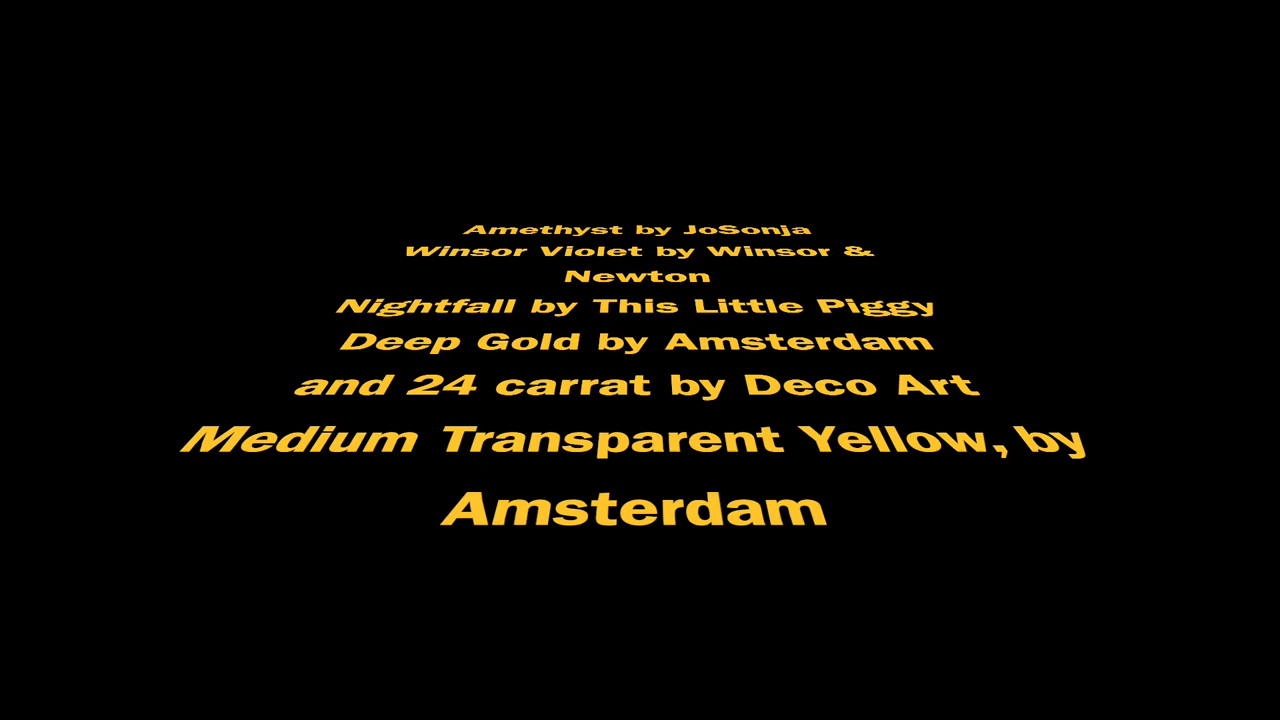 Amethyst by JoSonja
Winsor Violet by Winsor &
Newton
Nightfall by This Little Piggy
Deep Gold by Amsterdam
and 24 carrat by Deco Art
Medium Transparent Yellow, by
Amsterdam